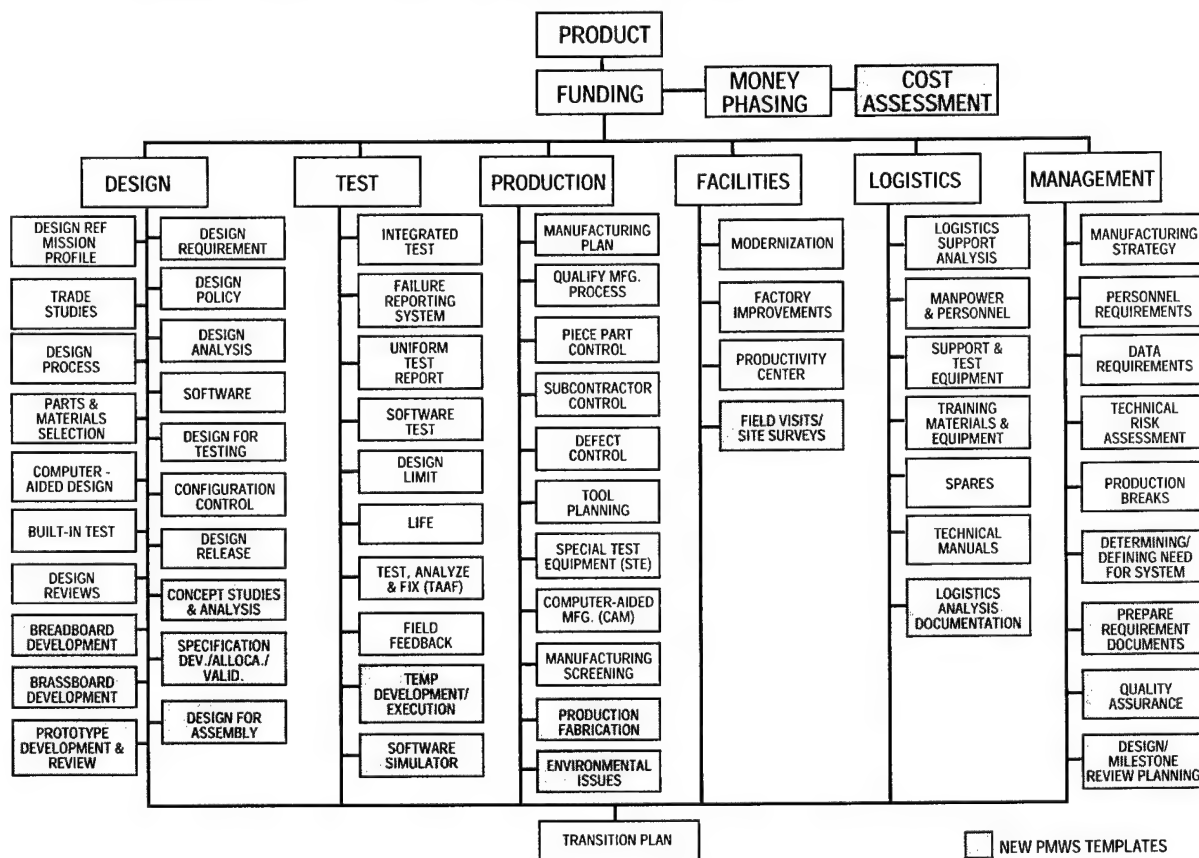 PRODUCT
FUNDING
MONEY
PHASING
COST
ASSESSMENT
DESIGN
TEST
PRODUCTION
FACILITIES
LOGISTICS
MANAGEMENT
DESIGN REF
MISSION
PROFILE
TRADE
STUDIES
DESIGN
PROCESS
PARTS &
MATERIALS
SELECTION
COMPUTER -
AIDED DESIGN
BUILT-IN TEST
DESIGN
REVIEWS
BREADBOARD
DEVELOPMENT
BRASSBOARD
DEVELOPMENT
PROTOTYPE
DEVELOPMENT &
REVIEW
DESIGN
REQUIREMENT
DESIGN
POLICY
DESIGN
ANALYSIS
SOFTWARE
DESIGN FOR
TESTING
CONFIGURATION
CONTROL
DESIGN
RELEASE
CONCEPT STUDIES
& ANALYSIS
SPECIFICATION
DEV./ALLOCA./
VALID.
DESIGN FOR
ASSEMBLY
INTEGRATED
TEST
FAILURE
REPORTING
SYSTEM
UNIFORM
TEST
REPORT
SOFTWARE
TEST
DESIGN
LIMIT
LIFE
TEST, ANALYZE
& FIX (TAAF)
FIELD
FEEDBACK
TEMP
DEVELOPMENT/
EXECUTION
SOFTWARE
SIMULATOR
MANUFACTURING
PLAN
QUALIFY MFG.
PROCESS
PIECE PART
CONTROL
SUBCONTRACTOR
CONTROL
DEFECT
CONTROL
TOOL
PLANNING
SPECIAL TEST
EQUIPMENT (STE)
COMPUTER-AIDED
MFG. (CAM)
MANUFACTURING
SCREENING
PRODUCTION
FABRICATION
ENVIRONMENTAL
ISSUES
MODERNIZATION
FACTORY
IMPROVEMENTS
PRODUCTIVITY
CENTER
FIELD VISITS/
SITE SURVEYS
LOGISTICS
SUPPORT
ANALYSIS
MANPOWER
& PERSONNEL
SUPPORT &
TEST
EQUIPMENT
TRAINING
MATERIALS &
EQUIPMENT
SPARES
TECHNICAL
MANUALS
LOGISTICS
ANALYSIS
DOCUMENTATION
MANUFACTURING
STRATEGY
PERSONNEL
REQUIREMENTS
DATA
REQUIREMENTS
TECHNICAL
RISK
ASSESSMENT
PRODUCTION
BREAKS
DETERMINING/
DEFINING NEED
FOR SYSTEM
PREPARE
REQUIREMENT
DOCUMENTS
QUALITY
ASSURANCE
DESIGN/
MILESTONE
REVIEW PLANNING
TRANSITION PLAN
NEW PMWS TEMPLATES